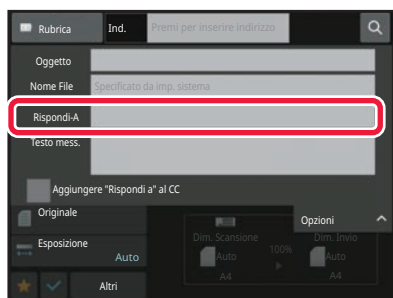 Rubrica
Ind.
Premi per inserire indirizzo
Oggetto
Nome File
Specificato da imp. sistema
Rispondi-A
Testo mess.
Aggiungere "Rispondi a" al CC
Originale
Opzioni
Esposizione
Auto
Dim. Scansione
Auto
A4
100%
Dim. Invio
Auto
A4
Altri